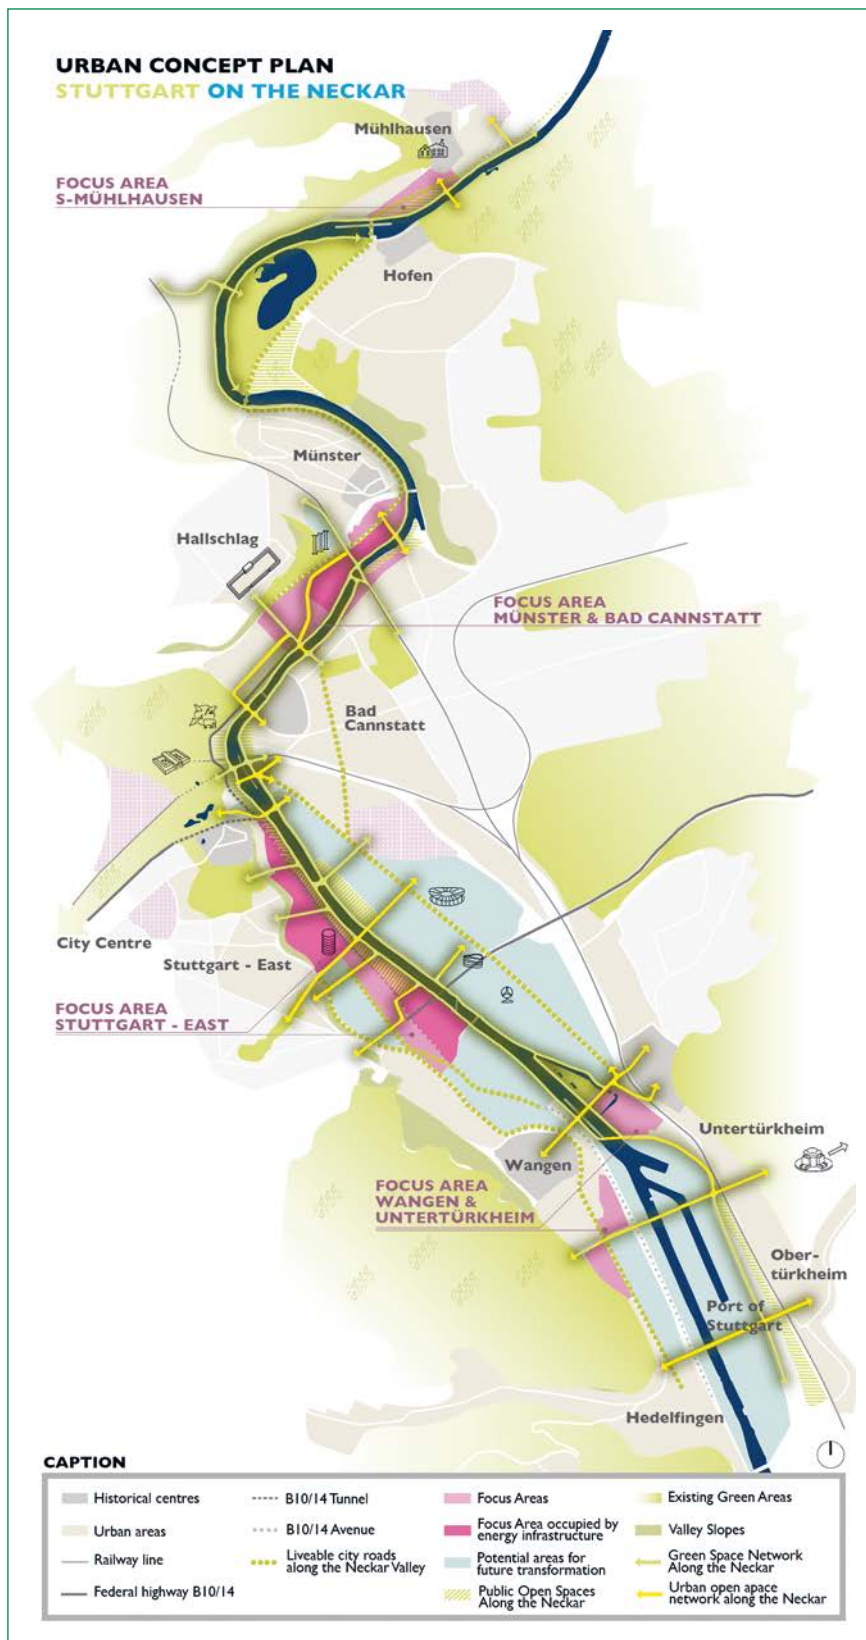 URBAN CONCEPT PLAN
STUTTGART ON THE NECKAR
Mühlhausen
FOCUS AREA
S-MÜHLHAUSEN
Hofen
Münster
Hallschlag
FOCUS AREA
MÜNSTER & BAD CANNSTATT
Bad
Cannstatt
City Centre
Stuttgart - East
FOCUS AREA
STUTTGART - EAST
Untertürkheim
Wangen
FOCUS AREA
WANGEN &
UNTERTÜRKHEIM
Ober-
türkheim
Port of
Stuttgart
Hedelfingen
CAPTION
Historical centres
Urban areas
Railway line
Federal highway B10/14
B10/14 Tunnel
B10/14 Avenue
Liveable city roads
along the Neckar Valley
Focus Areas
Focus Area occupied by
energy infrastructure
Potential areas for
future transformation
Public Open Spaces
Along the Neckar
Existing Green Areas
Valley Slopes
Green Space Network
Along the Neckar
Urban open apace
network along the Neckar